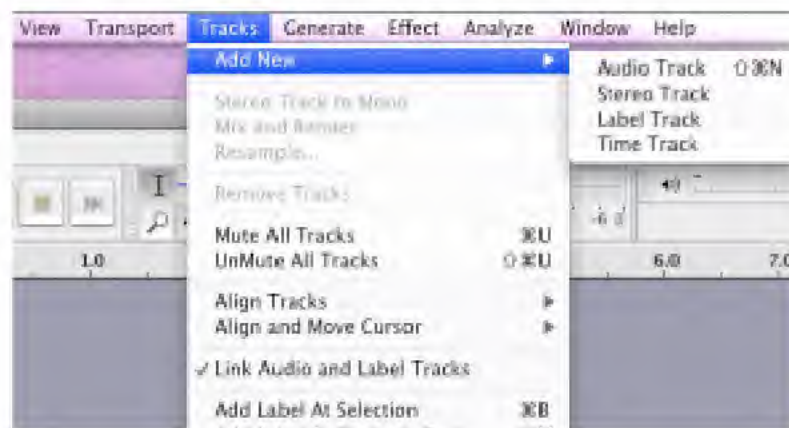 View Transport Tracks Generate Effect Analyze Window Help
Add New
Audio Track ⇧⌘N
Stereo Track
Label Track
Time Track
Stereo Track to Mono
Mix and Render
Resample...
Remove Tracks
Mute All Tracks ⌘U
UnMute All Tracks ⇧⌘U
Align Tracks
Align and Move Cursor
✓ Link Audio and Label Tracks
Add Label At Selection ⌘B
1.0 6.0 7.0